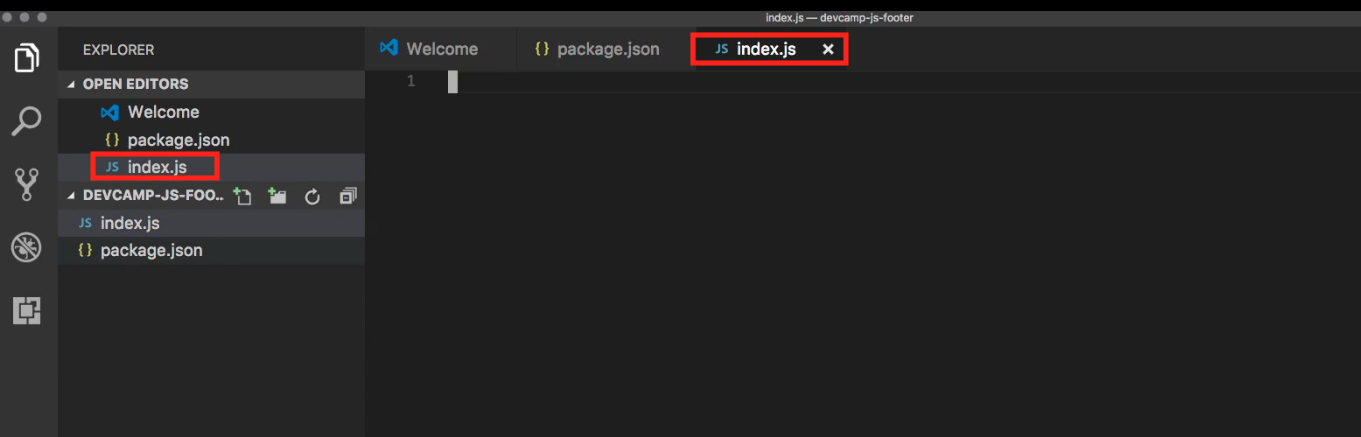 index.js — devcamp-js-footer
EXPLORER
OPEN EDITORS
Welcome
{} package.json
JS index.js
DEVCAMP-JS-FOO..
JS index.js
{} package.json
Welcome
{} package.json
JS index.js ×
1